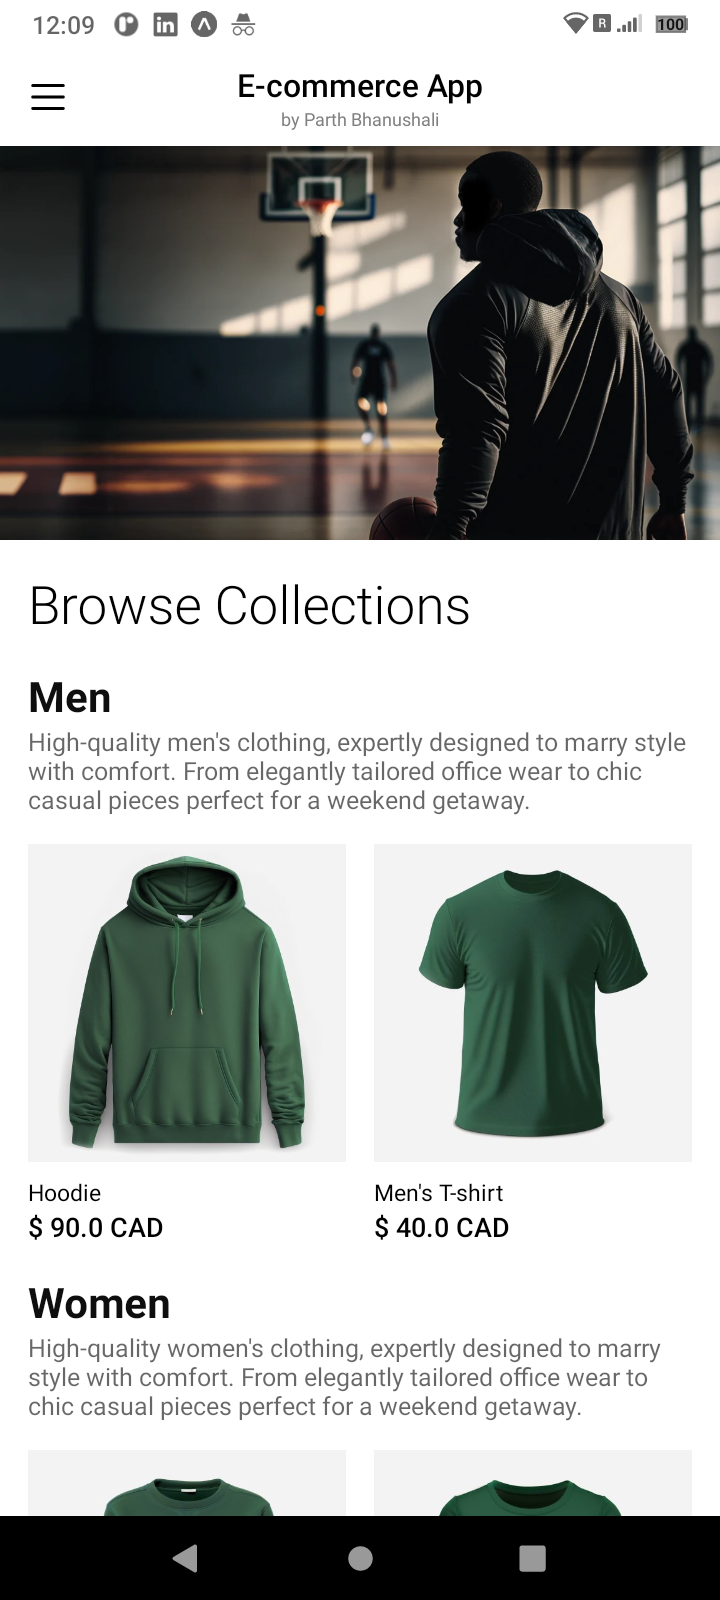 12:09
in
R
100
E-commerce App
by Parth Bhanushali
Browse Collections
Men
High-quality men's clothing, expertly designed to marry style
with comfort. From elegantly tailored office wear to chic
casual pieces perfect for a weekend getaway.
Hoodie
$ 90.0 CAD
Men's T-shirt
$ 40.0 CAD
Women
High-quality women's clothing, expertly designed to marry
style with comfort. From elegantly tailored office wear to
chic casual pieces perfect for a weekend getaway.